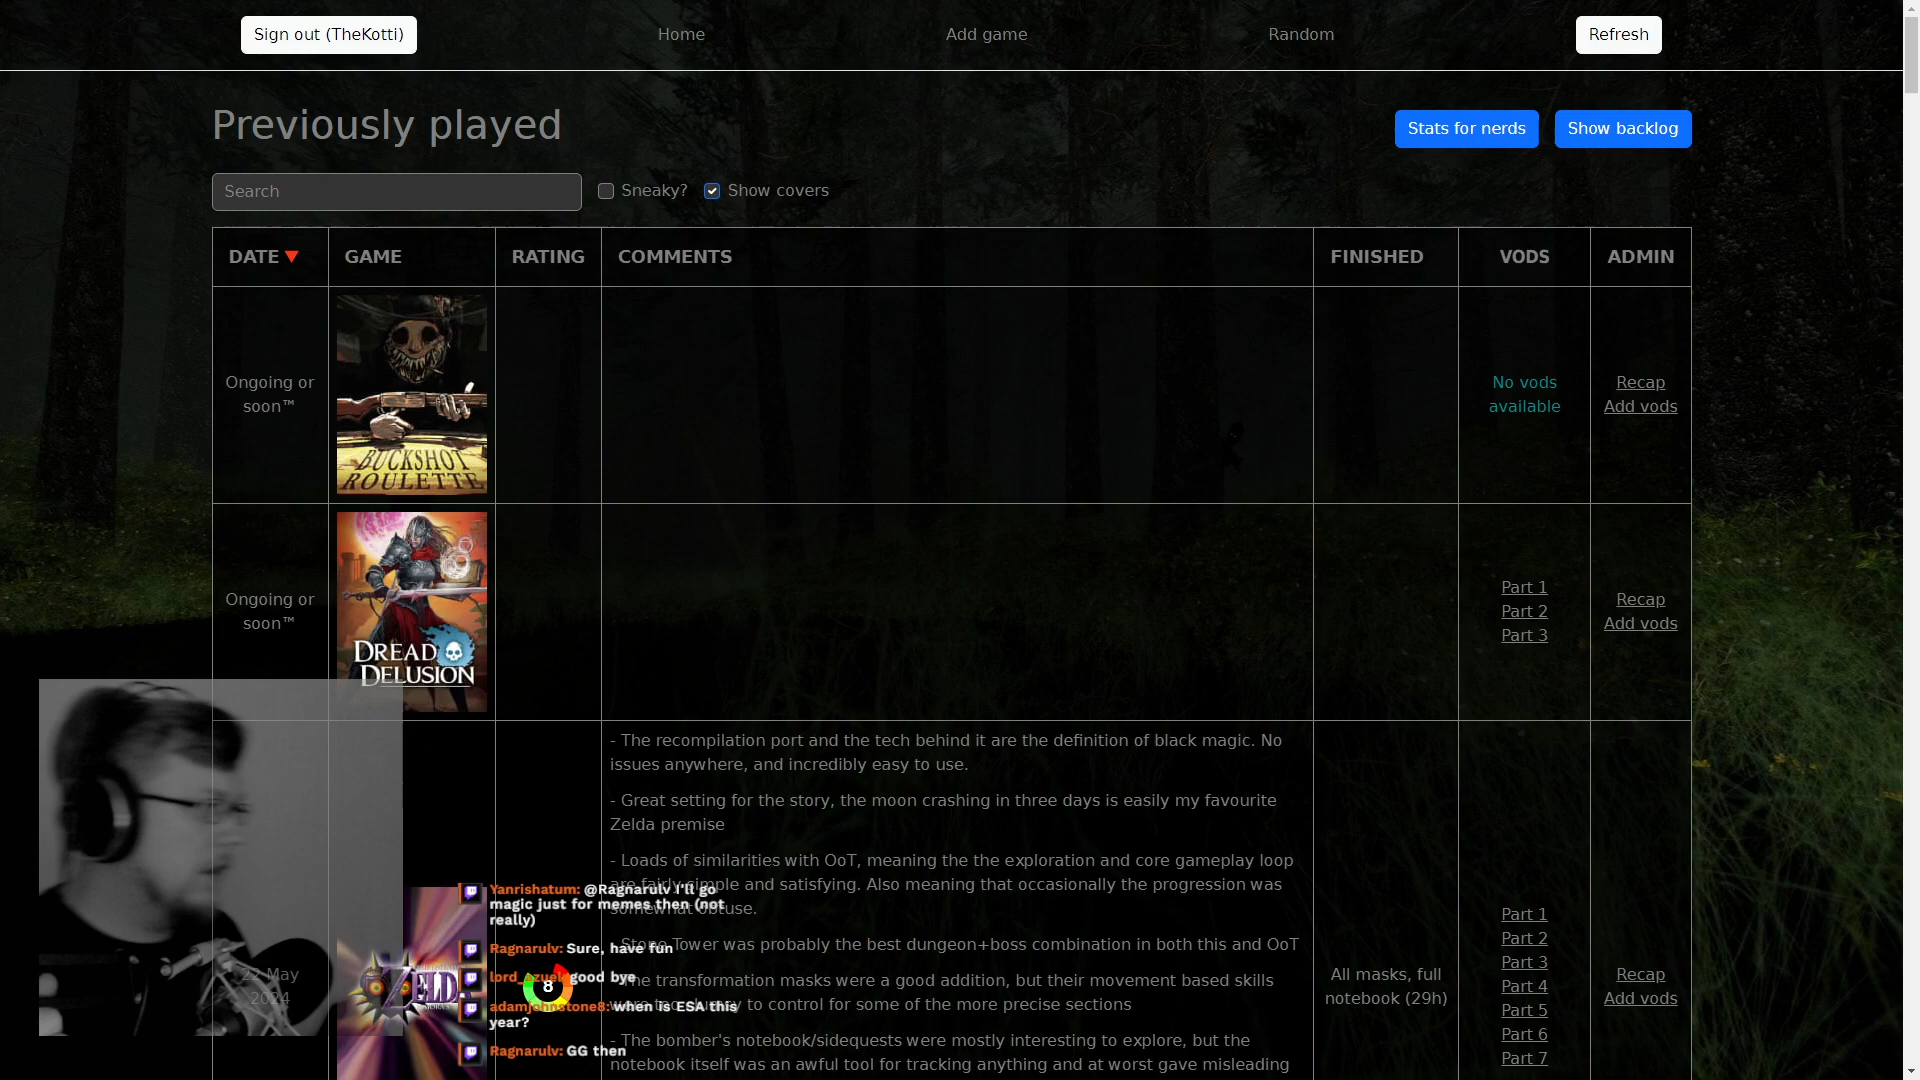 Sign out (TheKotti)
Home
Add game
Random
Refresh
Previously played
Stats for nerds
Show backlog
Search
Sneaky?
Show covers
DATE
GAME
RATING
COMMENTS
FINISHED
VODS
ADMIN
Ongoing or
soon™
BUCKSHOT
ROULETTE
No vods
available
Recap
Add vods
Ongoing or
soon™
DREAD
DELUSION
Part 1
Part 2
Part 3
Recap
Add vods
22 May
2024
- The recompilation port and the tech behind it are the definition of black magic. No
issues anywhere, and incredibly easy to use.
- Great setting for the story, the moon crashing in three days is easily my favourite
Zelda premise
- Loads of similarities with OoT, meaning the the exploration and core gameplay loop
are fairly simple and satisfying. Also meaning that occasionally the progression was
somewhat obtuse.
- Stone Tower was probably the best dungeon+boss combination in both this and OoT
- The transformation masks were a good addition, but their movement based skills
to control for some of the more precise sections
- The bomber's notebook/sidequests were mostly interesting to explore, but the
notebook itself was an awful tool for tracking anything and at worst gave misleading
8
All masks, full
notebook (29h)
Part 1
Part 2
Part 3
Part 4
Part 5
Part 6
Part 7
Recap
Add vods
Yanrishatum: @Ragnarulv I'll go
magic just for memes then (not
really)
Ragnarulv: Sure, have fun
good bye
adamjohnstone8: when is ESA this
year?
Ragnarulv: GG then